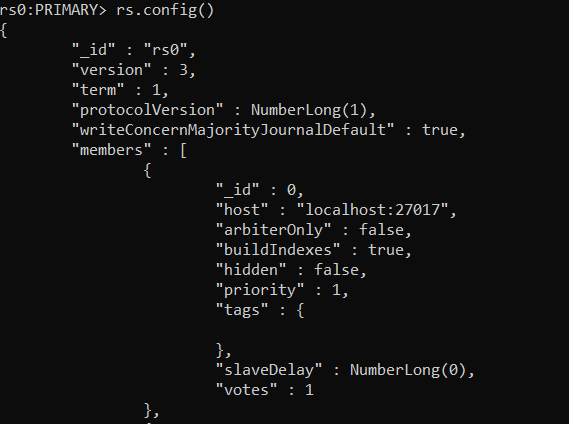 rs0:PRIMARY> rs.config()
{
"_id" : "rs0",
"version" : 3,
"term" : 1,
"protocolVersion" : NumberLong(1),
"writeConcernMajorityJournalDefault" : true,
"members" : [
{
"_id" : 0,
"host" : "localhost:27017",
"arbiterOnly" : false,
"buildIndexes" : true,
"hidden" : false,
"priority" : 1,
"tags" : {
},
"slaveDelay" : NumberLong(0),
"votes" : 1
},